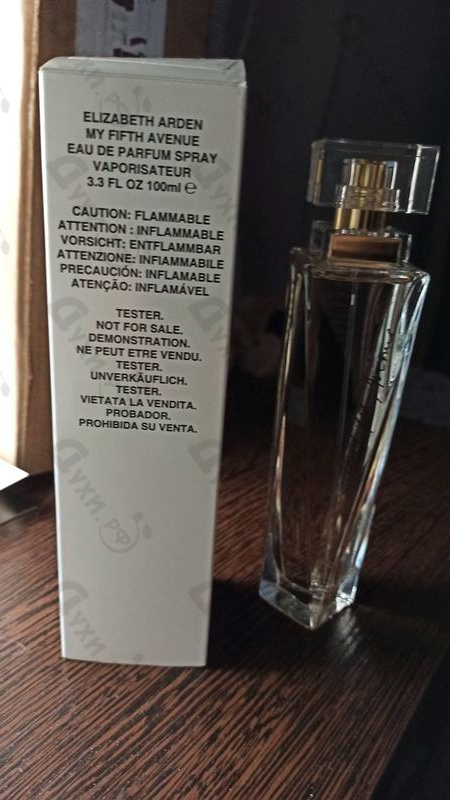 ELIZABETH ARDEN
MY FIFTH AVENUE
EAU DE PARFUM SPRAY
VAPORISATEUR
3.3 FL OZ 100ml ℮
CAUTION: FLAMMABLE
ATTENTION : INFLAMMABLE
VORSICHT: ENTFLAMMBAR
ATTENZIONE: INFIAMMABILE
PRECAUCIÓN: INFLAMABLE
ATENÇÃO: INFLAMÁVEL
TESTER.
NOT FOR SALE.
DEMONSTRATION.
NE PEUT ETRE VENDU.
TESTER.
UNVERKÄUFLICH.
TESTER.
VIETATA LA VENDITA.
PROBADOR.
PROHIBIDA SU VENTA.
Духи.рф